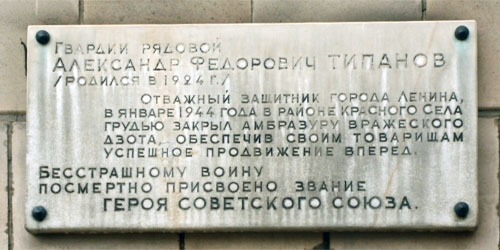 Гвардии рядовой
Александр Федорович ТИПАНОВ
/родился в 1924 г./
Отважный защитник города Ленина,
в январе 1944 года в районе Красного Села
грудью закрыл амбразуру вражеского
дзота, обеспечив своим товарищам
успешное продвижение вперед.
Бесстрашному воину
посмертно присвоено звание
ГЕРОЯ СОВЕТСКОГО СОЮЗА.